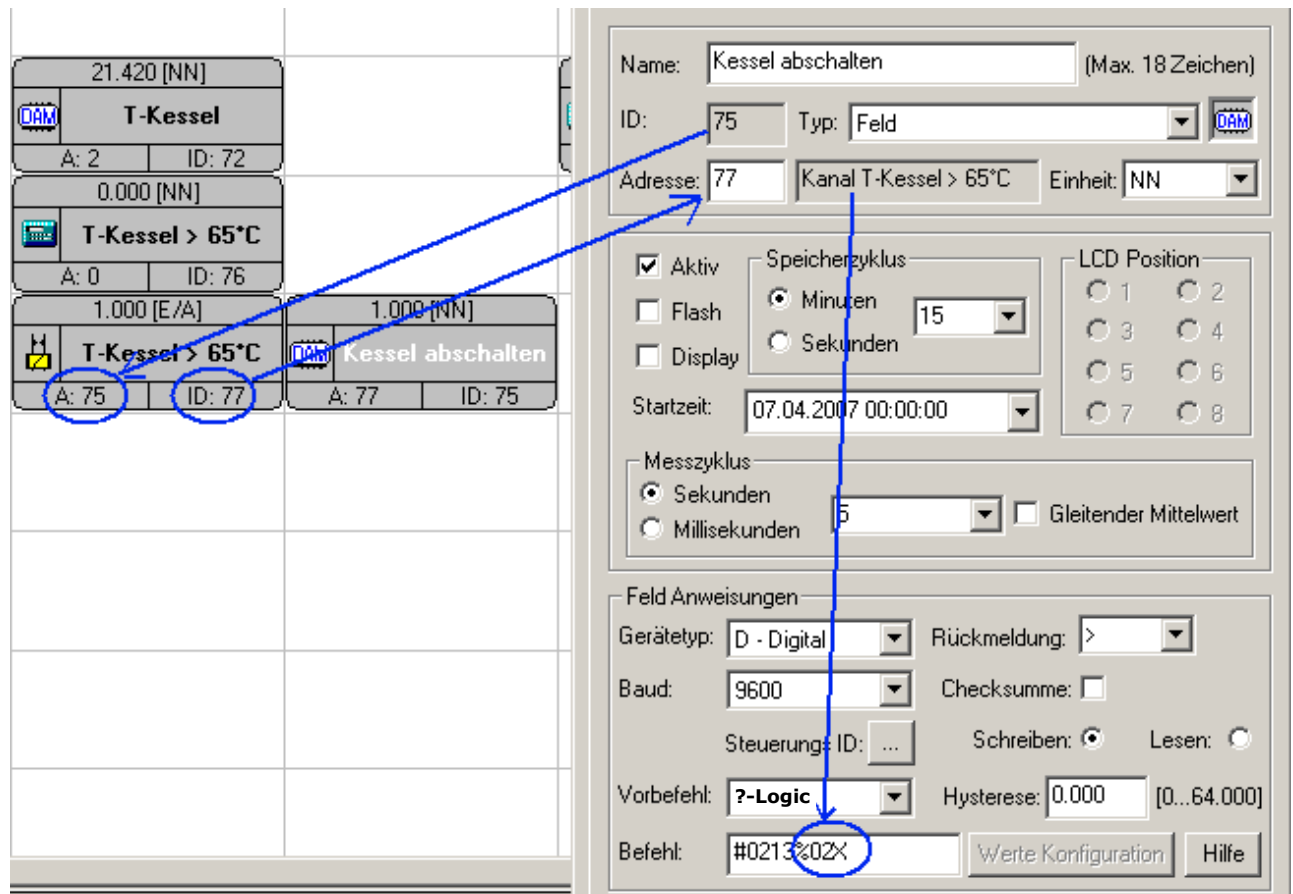 21.420 [NN]
DAM T-Kessel
A: 2 ID: 72
0.000 [NN]
T-Kessel > 65°C
A: 0 ID: 76
1.000 [E/A]
T-Kessel > 65°C
A: 75 ID: 77
1.000 [NN]
DAM Kessel abschalten
A: 77 ID: 75
Name: Kessel abschalten (Max. 18 Zeichen)
ID: 75 Typ: Feld DAM
Adresse: 77 Kanal T-Kessel > 65°C Einheit: NN
Aktiv
Flash
Display
Speicherzyklus
Minuten
Sekunden
15
LCD Position
1 2
3 4
5 6
7 8
Startzeit: 07.04.2007 00:00:00
Messzyklus
Sekunden
Millisekunden
5
Gleitender Mittelwert
Feld Anweisungen
Gerätetyp: D - Digital Rückmeldung: >
Baud: 9600 Checksumme:
Steuerungs ID: ... Schreiben: Lesen:
Vorbefehl: ?-Logic Hysterese: 0.000 [0...64.000]
Befehl: #0213%02X Werte Konfiguration Hilfe